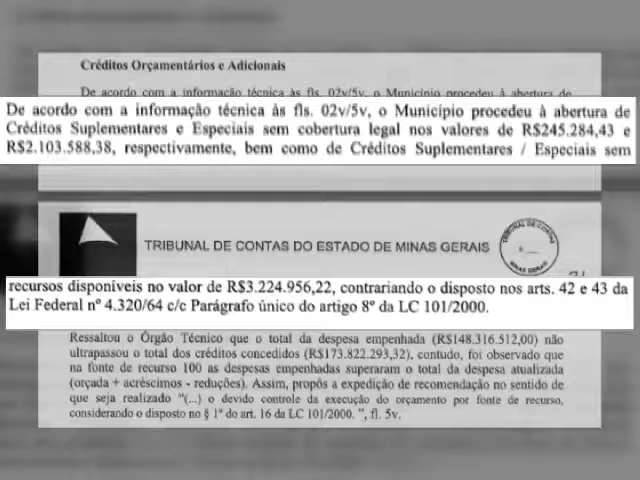 Créditos Orçamentários e Adicionais
De acordo com a informação técnica às fls. 02v/5v, o Município procedeu à abertura de
De acordo com a informação técnica às fls. 02v/5v, o Município procedeu à abertura de
Créditos Suplementares e Especiais sem cobertura legal nos valores de R$245.284,43 e
R$2.103.588,38, respectivamente, bem como de Créditos Suplementares / Especiais sem
TRIBUNAL DE CONTAS DO ESTADO DE MINAS GERAIS
TRIBUNAL DE CONTAS
MINAS GERAIS
recursos disponíveis no valor de R$3.224.956,22, contrariando o disposto nos arts. 42 e 43 da
Lei Federal nº 4.320/64 c/c Parágrafo único do artigo 8º da LC 101/2000.
Ressaltou o Órgão Técnico que o total da despesa empenhada (R$148.316.512,00) não
ultrapassou o total dos créditos concedidos (R$173.822.293,32), contudo, foi observado que
na fonte de recurso 100 as despesas empenhadas superaram o total da despesa atualizada
(orçada + acréscimos - reduções). Assim, propôs a expedição de recomendação no sentido de
que seja realizado "(...) o devido controle da execução do orçamento por fonte de recurso,
considerando o disposto no § 1º do art. 16 da LC 101/2000. ", fl. 5v.